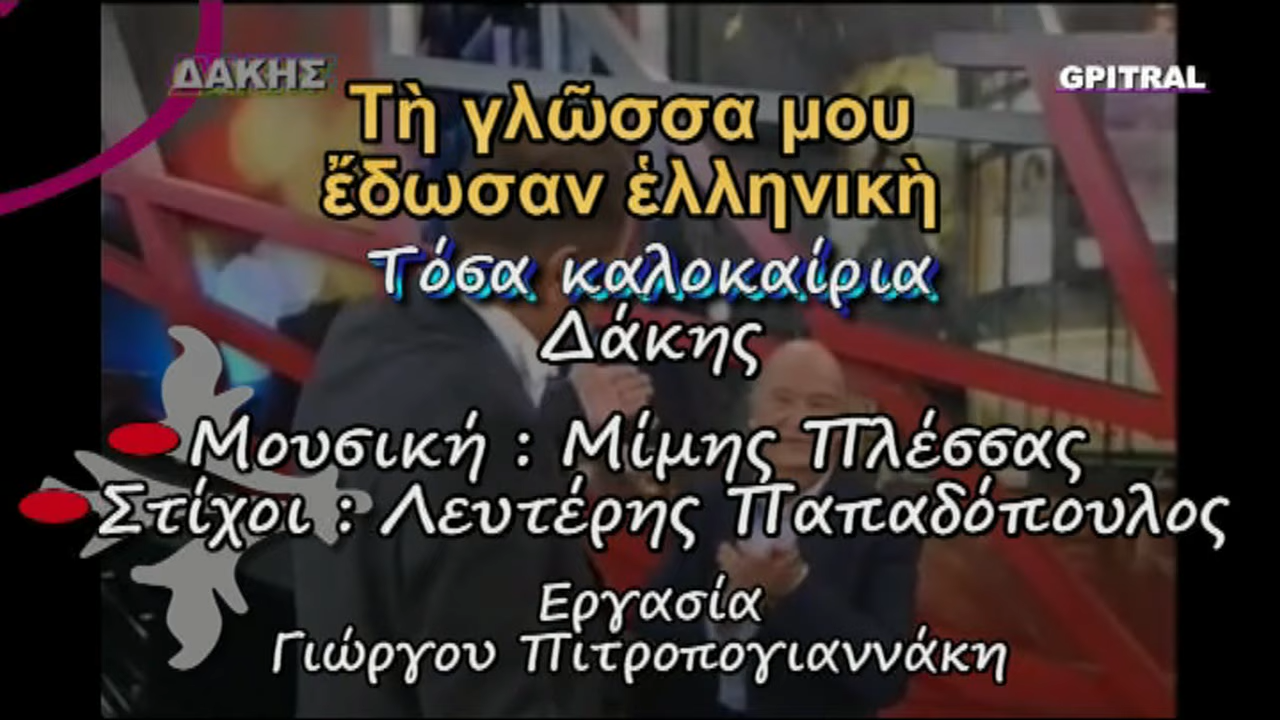 ΔΑΚΗΣ
GPITRAL
Τὴ γλῶσσα μου
ἔδωσαν ἑλληνικὴ
Τόσα καλοκαίρια
Δάκης
Μουσική : Μίμης Πλέσσας
Στίχοι : Λευτέρης Παπαδόπουλος
Εργασία
Γιώργου Πιτροπογιαννάκη